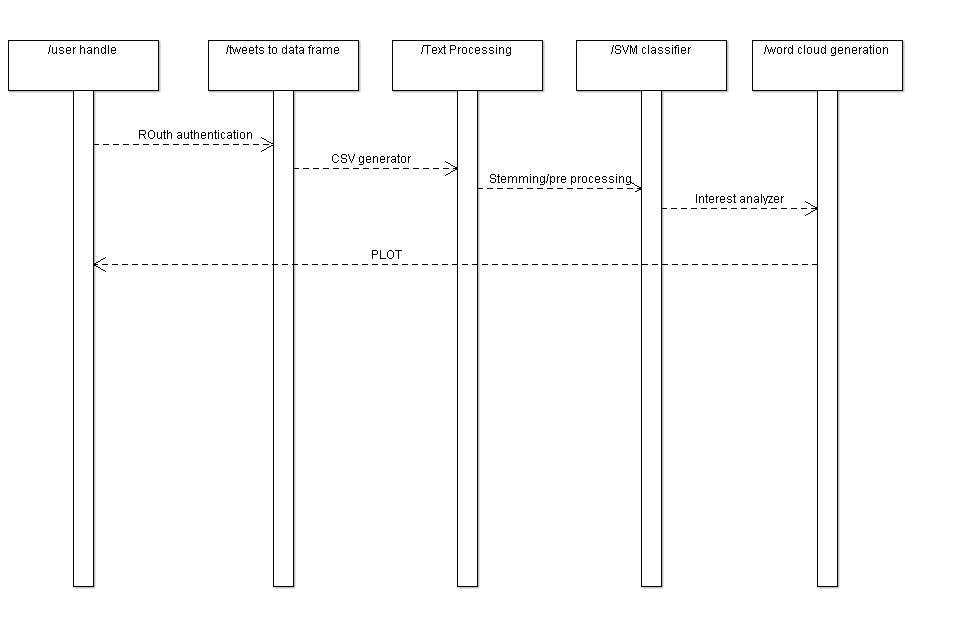 /user handle
/tweets to data frame
/Text Processing
/SVM classifier
/word cloud generation
ROuth authentication
CSV generator
Stemming/pre processing
Interest analyzer
PLOT